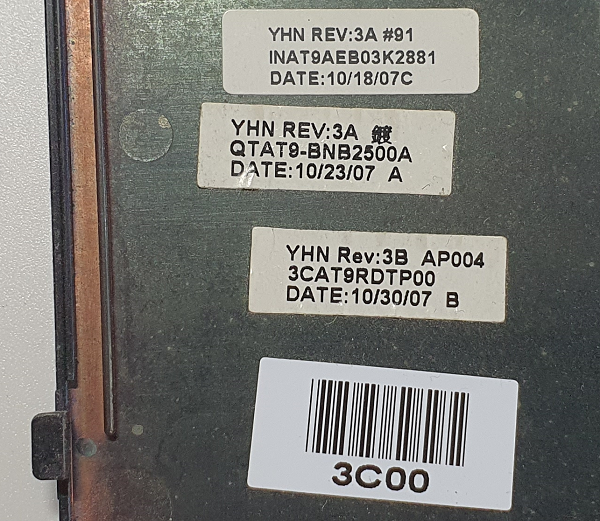 YHN REV:3A #91
INAT9AEB03K2881
DATE:10/18/07C
YHN REV:3A 鍍
QTAT9-BNB2500A
DATE:10/23/07 A
YHN Rev:3B AP004
3CAT9RDTP00
DATE:10/30/07 B
3C00